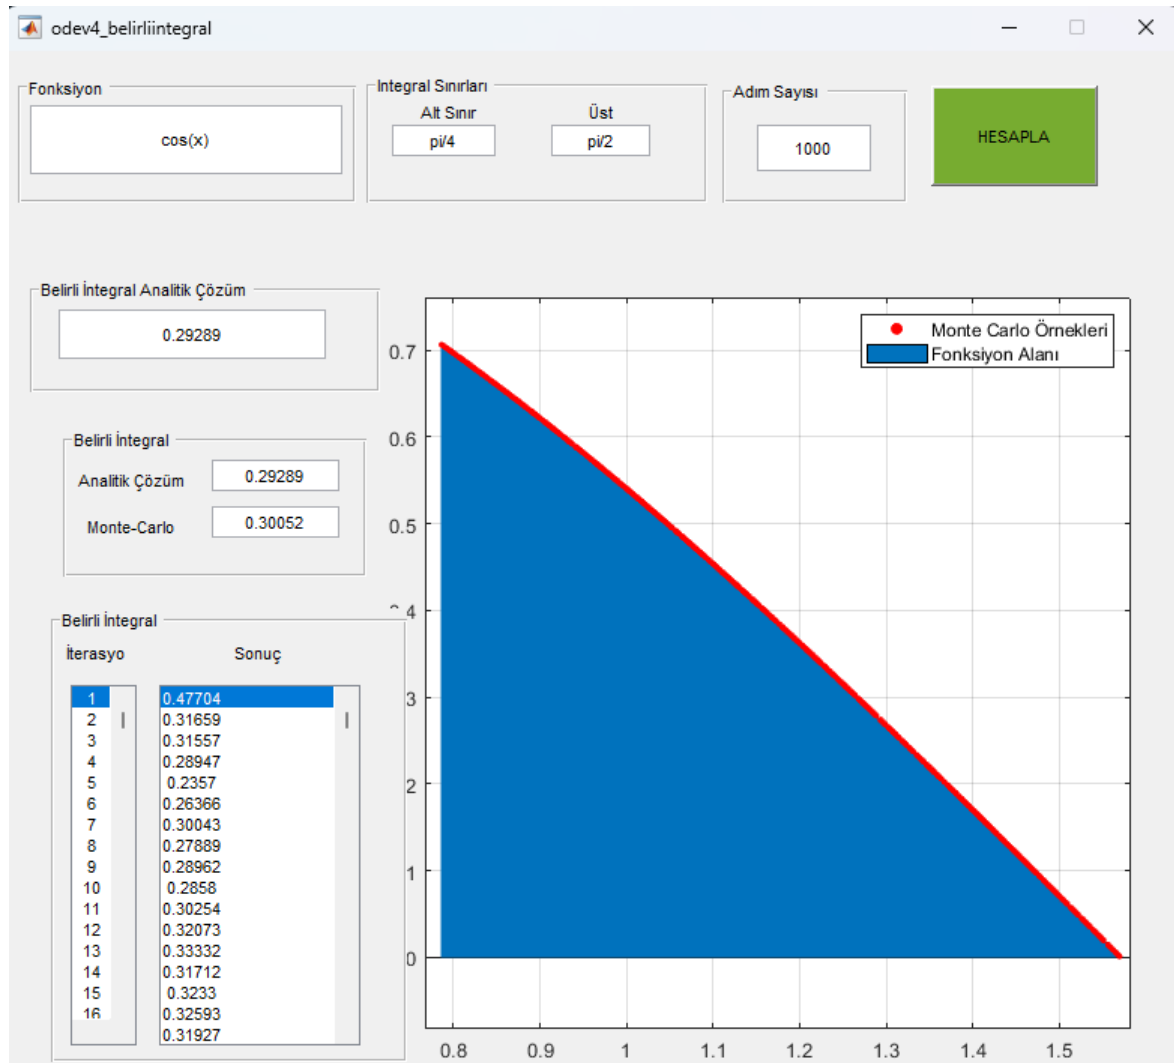 odev4_belirliintegral
Fonksiyon
cos(x)
Integral Sınırları
Alt Sınır
Üst
pi/4
pi/2
Adım Sayısı
1000
HESAPLA
Belirli İntegral Analitik Çözüm
0.29289
Belirli İntegral
Analitik Çözüm
0.29289
Monte-Carlo
0.30052
Belirli İntegral
İterasyo
Sonuç
1 0.47704
2 0.31659
3 0.31557
4 0.28947
5 0.2357
6 0.26366
7 0.30043
8 0.27889
9 0.28962
10 0.2858
11 0.30254
12 0.32073
13 0.33332
14 0.31712
15 0.3233
16 0.32593
0.31927
Monte Carlo Örnekleri
Fonksiyon Alanı
0.7
0.6
0.5
4
3
2
1
0
0.8 0.9 1 1.1 1.2 1.3 1.4 1.5